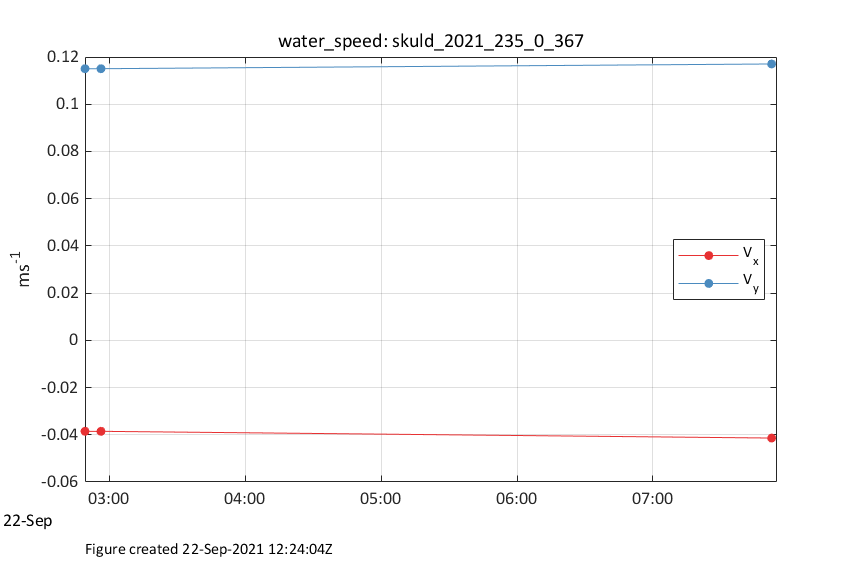 water_speed: skuld_2021_235_0_367
0.12
0.1
0.08
0.06
0.04
0.02
0
-0.02
-0.04
-0.06
ms-1
Vx
Vy
03:00 04:00 05:00 06:00 07:00
22-Sep
Figure created 22-Sep-2021 12:24:04Z